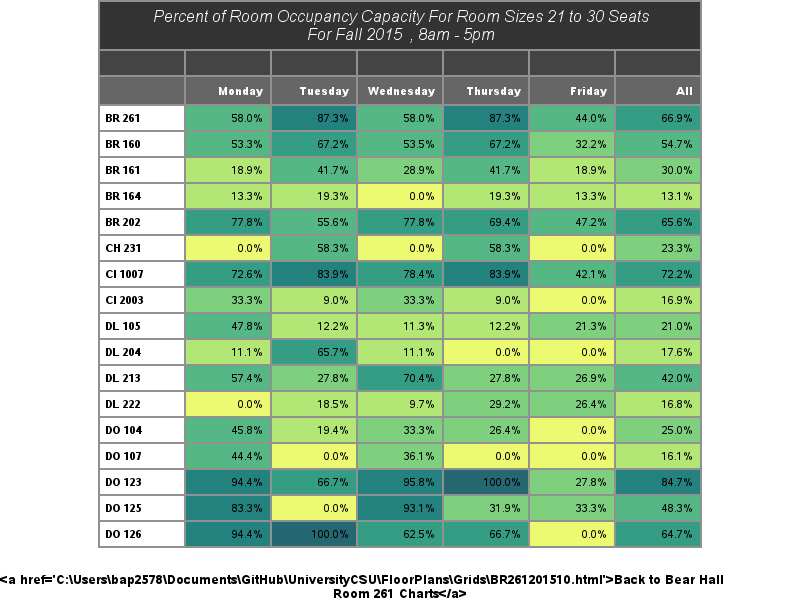 Percent of Room Occupancy Capacity For Room Sizes 21 to 30 Seats
For Fall 2015 , 8am - 5pm
Monday Tuesday Wednesday Thursday Friday All
BR 261 58.0% 87.3% 58.0% 87.3% 44.0% 66.9%
BR 160 53.3% 67.2% 53.5% 67.2% 32.2% 54.7%
BR 161 18.9% 41.7% 28.9% 41.7% 18.9% 30.0%
BR 164 13.3% 19.3% 0.0% 19.3% 13.3% 13.1%
BR 202 77.8% 55.6% 77.8% 69.4% 47.2% 65.6%
CH 231 0.0% 58.3% 0.0% 58.3% 0.0% 23.3%
CI 1007 72.6% 83.9% 78.4% 83.9% 42.1% 72.2%
CI 2003 33.3% 9.0% 33.3% 9.0% 0.0% 16.9%
DL 105 47.8% 12.2% 11.3% 12.2% 21.3% 21.0%
DL 204 11.1% 65.7% 11.1% 0.0% 0.0% 17.6%
DL 213 57.4% 27.8% 70.4% 27.8% 26.9% 42.0%
DL 222 0.0% 18.5% 9.7% 29.2% 26.4% 16.8%
DO 104 45.8% 19.4% 33.3% 26.4% 0.0% 25.0%
DO 107 44.4% 0.0% 36.1% 0.0% 0.0% 16.1%
DO 123 94.4% 66.7% 95.8% 100.0% 27.8% 84.7%
DO 125 83.3% 0.0% 93.1% 31.9% 33.3% 48.3%
DO 126 94.4% 100.0% 62.5% 66.7% 0.0% 64.7%
<a href='C:\Users\bap2578\Documents\GitHub\UniversityCSU\FloorPlans\Grids\BR261201510.html'>Back to Bear Hall
Room 261 Charts</a>